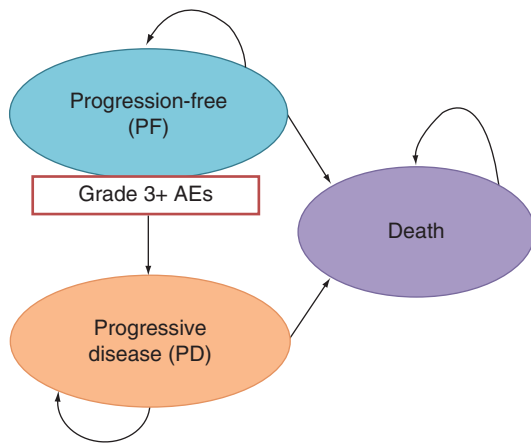 Progression-free
(PF)
Grade 3+ AEs
Death
Progressive
disease (PD)